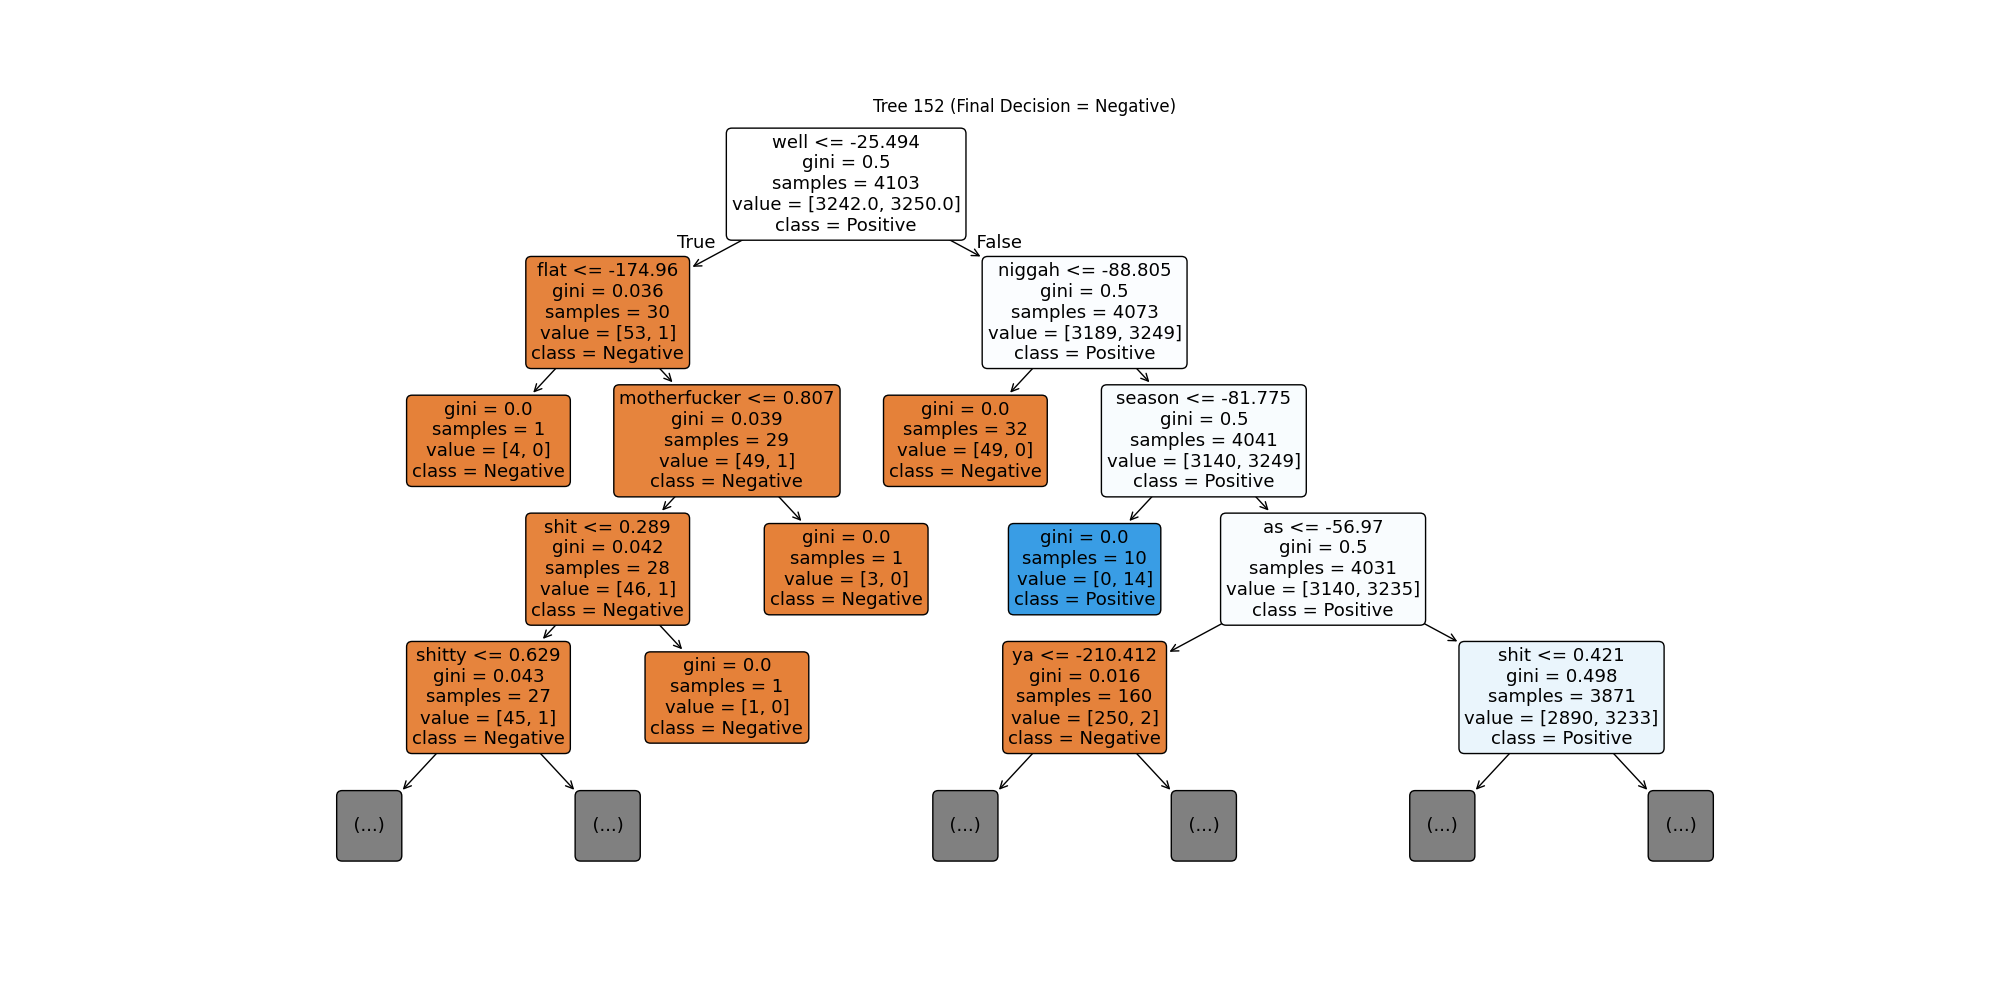 Tree 152 (Final Decision = Negative)
well <= -25.494
gini = 0.5
samples = 4103
value = [3242.0, 3250.0]
class = Positive
True
False
flat <= -174.96
gini = 0.036
samples = 30
value = [53, 1]
class = Negative
niggah <= -88.805
gini = 0.5
samples = 4073
value = [3189, 3249]
class = Positive
gini = 0.0
samples = 1
value = [4, 0]
class = Negative
motherfucker <= 0.807
gini = 0.039
samples = 29
value = [49, 1]
class = Negative
gini = 0.0
samples = 32
value = [49, 0]
class = Negative
season <= -81.775
gini = 0.5
samples = 4041
value = [3140, 3249]
class = Positive
shit <= 0.289
gini = 0.042
samples = 28
value = [46, 1]
class = Negative
gini = 0.0
samples = 1
value = [3, 0]
class = Negative
gini = 0.0
samples = 10
value = [0, 14]
class = Positive
as <= -56.97
gini = 0.5
samples = 4031
value = [3140, 3235]
class = Positive
shitty <= 0.629
gini = 0.043
samples = 27
value = [45, 1]
class = Negative
gini = 0.0
samples = 1
value = [1, 0]
class = Negative
ya <= -210.412
gini = 0.016
samples = 160
value = [250, 2]
class = Negative
shit <= 0.421
gini = 0.498
samples = 3871
value = [2890, 3233]
class = Positive
(...)
(...)
(...)
(...)
(...)
(...)